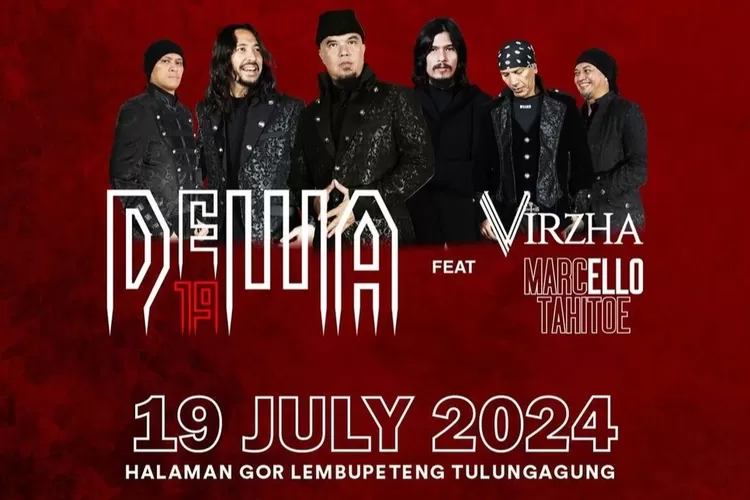 DEWA
19
FEAT
VIRZHA
MARCELLO
TAHITOE
19 JULY 2024
HALAMAN GOR LEMBUPETENG TULUNGAGUNG